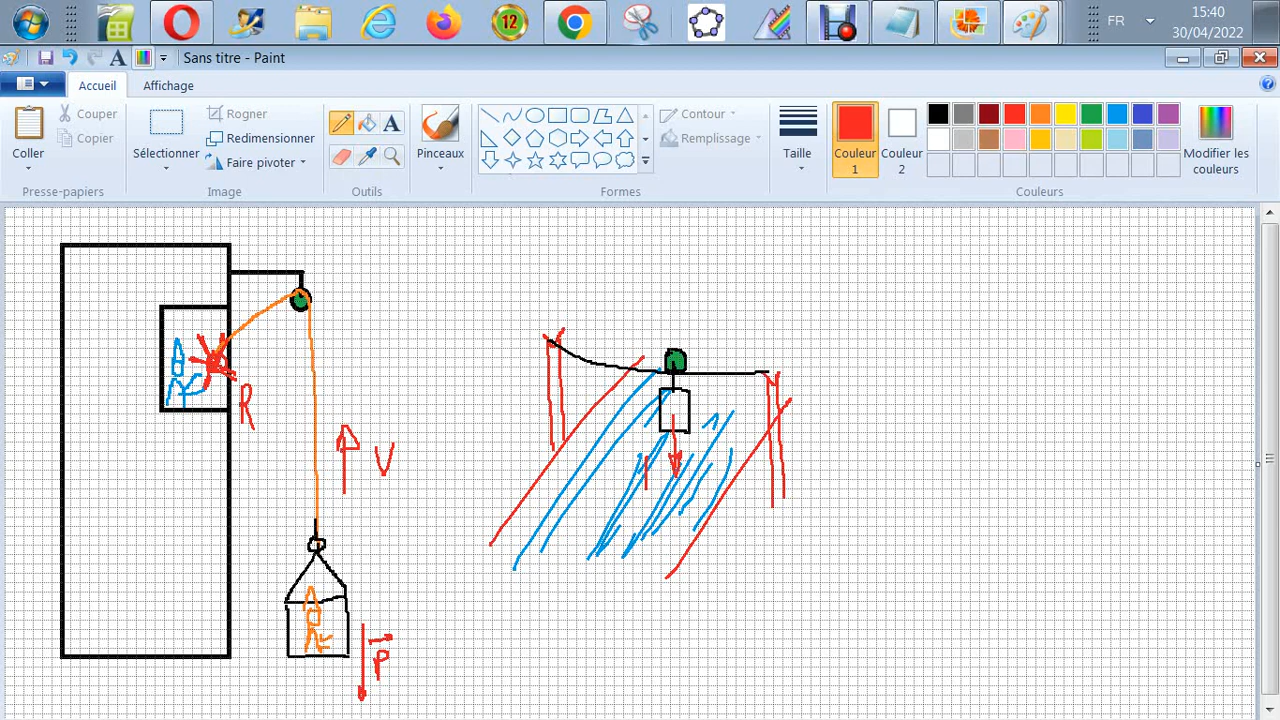 12
FR
15:40
30/04/2022
Sans titre - Paint
Accueil
Affichage
Coller
Couper
Copier
Presse-papiers
Sélectionner
Rogner
Redimensionner
Faire pivoter
Image
A
Outils
Pinceaux
Contour
Remplissage
Formes
Taille
Couleur
1
Couleur
2
Modifier les
couleurs
Couleurs
R
V
P